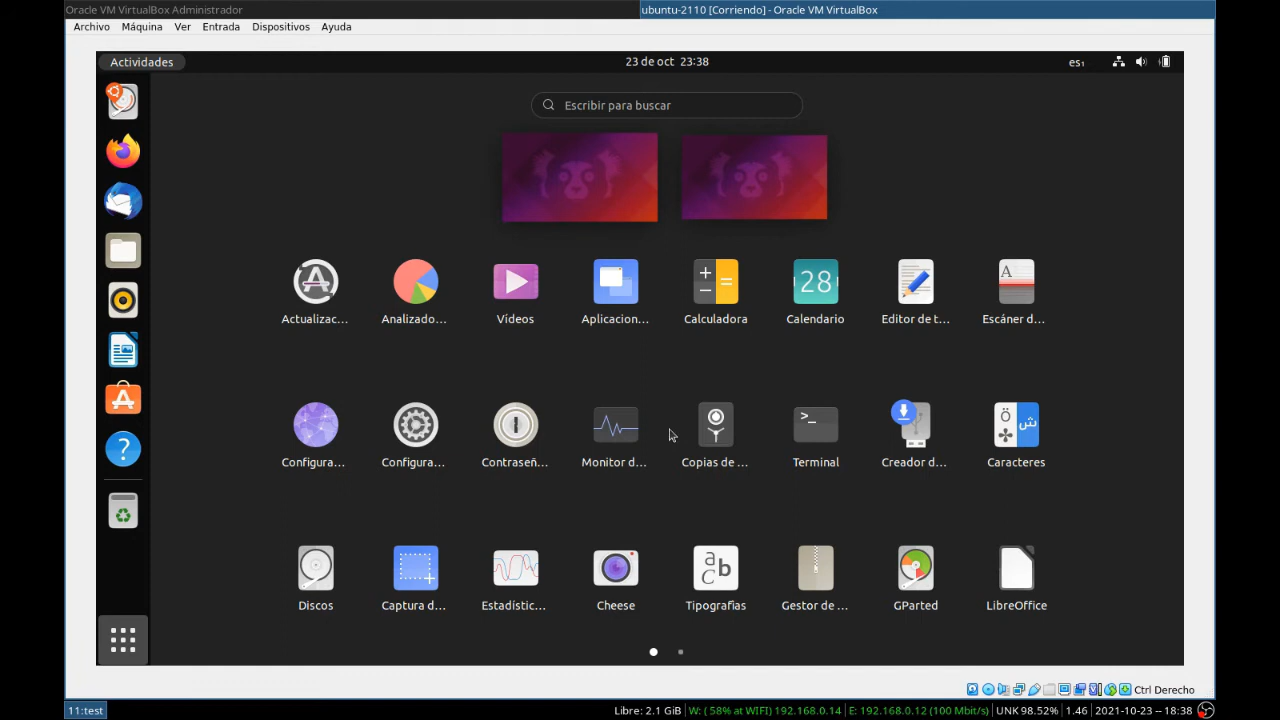 Oracle VM VirtualBox Administrador
ubuntu-2110 [Corriendo] - Oracle VM VirtualBox
Archivo Máquina Ver Entrada Dispositivos Ayuda
Actividades
23 de oct 23:38
es₁
Escribir para buscar
28
Actualizac...
Analizado...
Vídeos
Aplicacion...
Calculadora
Calendario
Editor de t...
Escáner d...
Configura...
Configura...
Contraseñ...
Monitor d...
Copias de ...
Terminal
Creador d...
Caracteres
Discos
Captura d...
Estadístic...
Cheese
Tipografías
Gestor de ...
GParted
LibreOffice
Ctrl Derecho
11:test
Libre: 2.1 GiB | W: ( 58% at WIFI) 192.168.0.14 | E: 192.168.0.12 (100 Mbit/s) | UNK 98.52% | 1.46 | 2021-10-23 -- 18:38